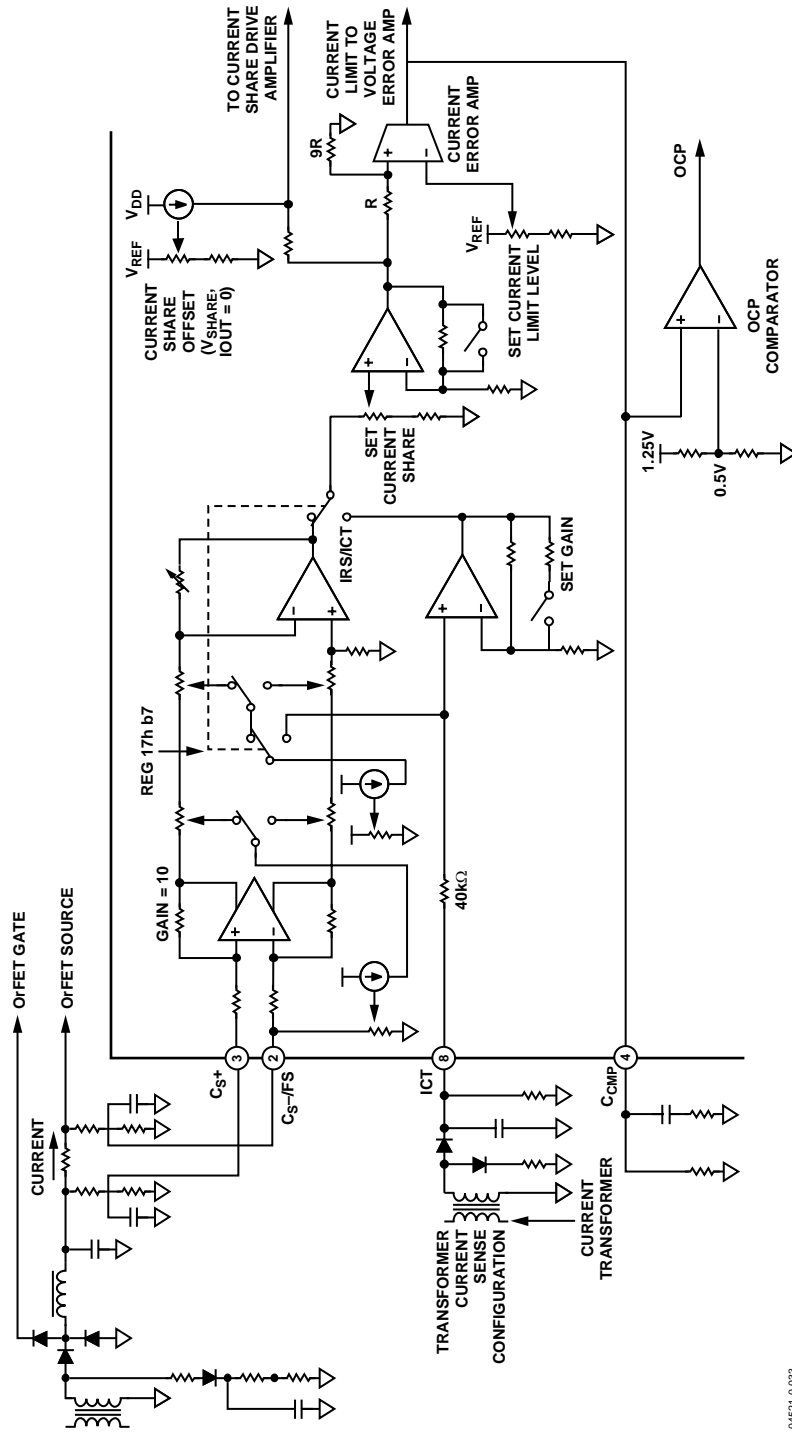 OrFET GATE
OrFET SOURCE
CURRENT
CS+
3
2
CS–/FS
GAIN = 10
+
–
REG 17h b7
–
+
IRS/ICT
VREF
VDD
CURRENT
SHARE
OFFSET
(VSHARE,
IOUT = 0)
TO CURRENT
SHARE DRIVE
AMPLIFIER
SET
CURRENT
SHARE
+
–
R
9R
+
–
CURRENT
LIMIT TO
VOLTAGE
ERROR AMP
CURRENT
ERROR AMP
VREF
SET CURRENT
LIMIT LEVEL
TRANSFORMER
CURRENT
SENSE
CONFIGURATION
CURRENT
TRANSFORMER
ICT
8
40kΩ
+
–
SET GAIN
CCMP
4
1.25V
0.5V
+
–
OCP
OCP
COMPARATOR